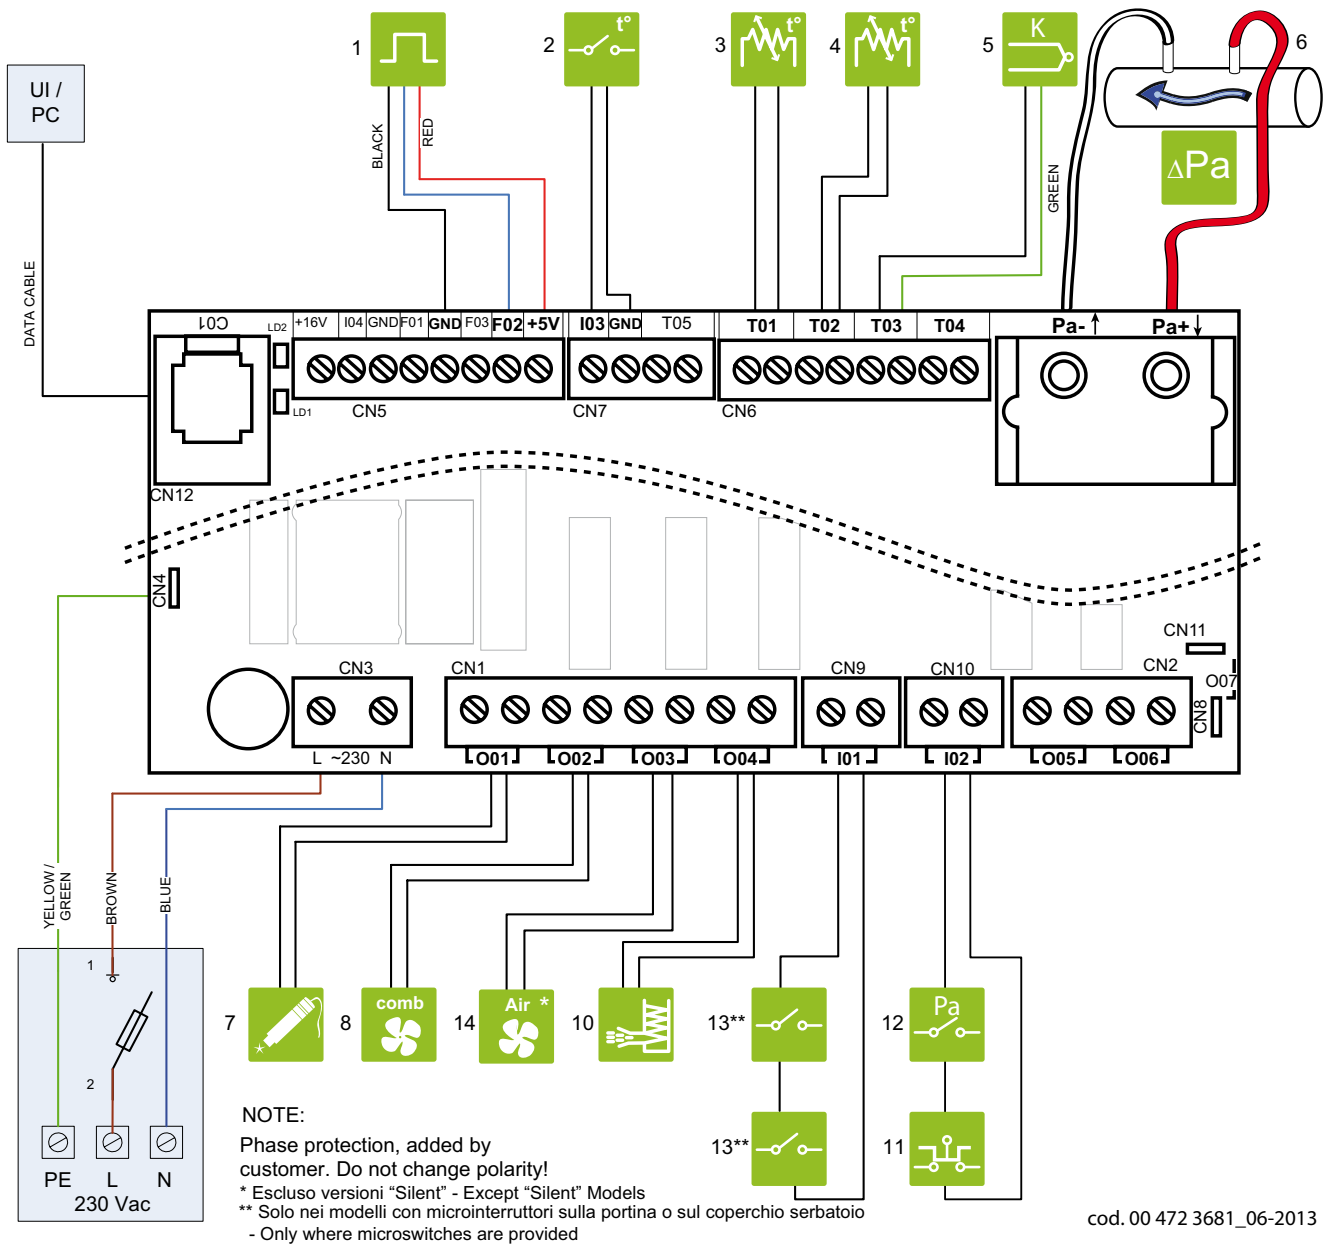 1
2
t°
3
t°
4
t°
5
K
6
UI /
PC
ΔPa
BLACK
RED
GREEN
DATA CABLE
C01
LD2
+16V
I04
GND
F01
GND
F03
F02
+5V
I03
GND
T05
T01
T02
T03
T04
Pa-
Pa+
LD1
CN5
CN7
CN6
CN12
CN4
CN11
CN3
CN1
CN9
CN10
CN2
O07
CN8
L ~230 N
O01
O02
O03
O04
I01
I02
O05
O06
YELLOW /
GREEN
BROWN
BLUE
1
2
PE
L
N
230 Vac
7
8
comb
14
Air *
10
13**
12
Pa
13**
11
NOTE:
Phase protection, added by
customer. Do not change polarity!
* Escluso versioni “Silent” - Except “Silent” Models
** Solo nei modelli con microinterruttori sulla portina o sul coperchio serbatoio
- Only where microswitches are provided
cod. 00 472 3681_06-2013